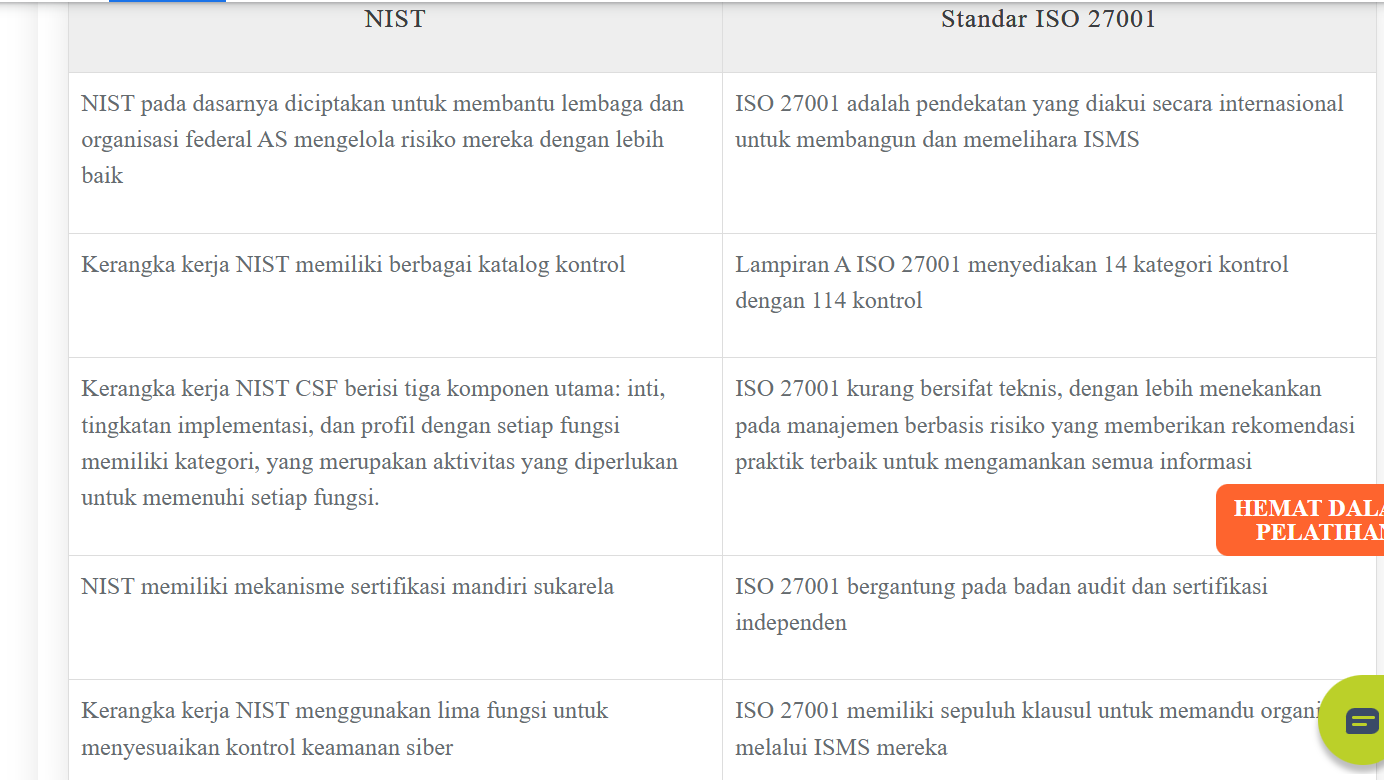 NIST
Standar ISO 27001
NIST pada dasarnya diciptakan untuk membantu lembaga dan
organisasi federal AS mengelola risiko mereka dengan lebih
baik
ISO 27001 adalah pendekatan yang diakui secara internasional
untuk membangun dan memelihara ISMS
Kerangka kerja NIST memiliki berbagai katalog kontrol
Lampiran A ISO 27001 menyediakan 14 kategori kontrol
dengan 114 kontrol
Kerangka kerja NIST CSF berisi tiga komponen utama: inti,
tingkatan implementasi, dan profil dengan setiap fungsi
memiliki kategori, yang merupakan aktivitas yang diperlukan
untuk memenuhi setiap fungsi.
ISO 27001 kurang bersifat teknis, dengan lebih menekankan
pada manajemen berbasis risiko yang memberikan rekomendasi
praktik terbaik untuk mengamankan semua informasi
HEMAT
NIST memiliki mekanisme sertifikasi mandiri sukarela
ISO 27001 bergantung pada badan audit dan sertifikasi
independen
Kerangka kerja NIST menggunakan lima fungsi untuk
menyesuaikan kontrol keamanan siber
ISO 27001 memiliki sepuluh klausul untuk memandu
melalui ISMS mereka